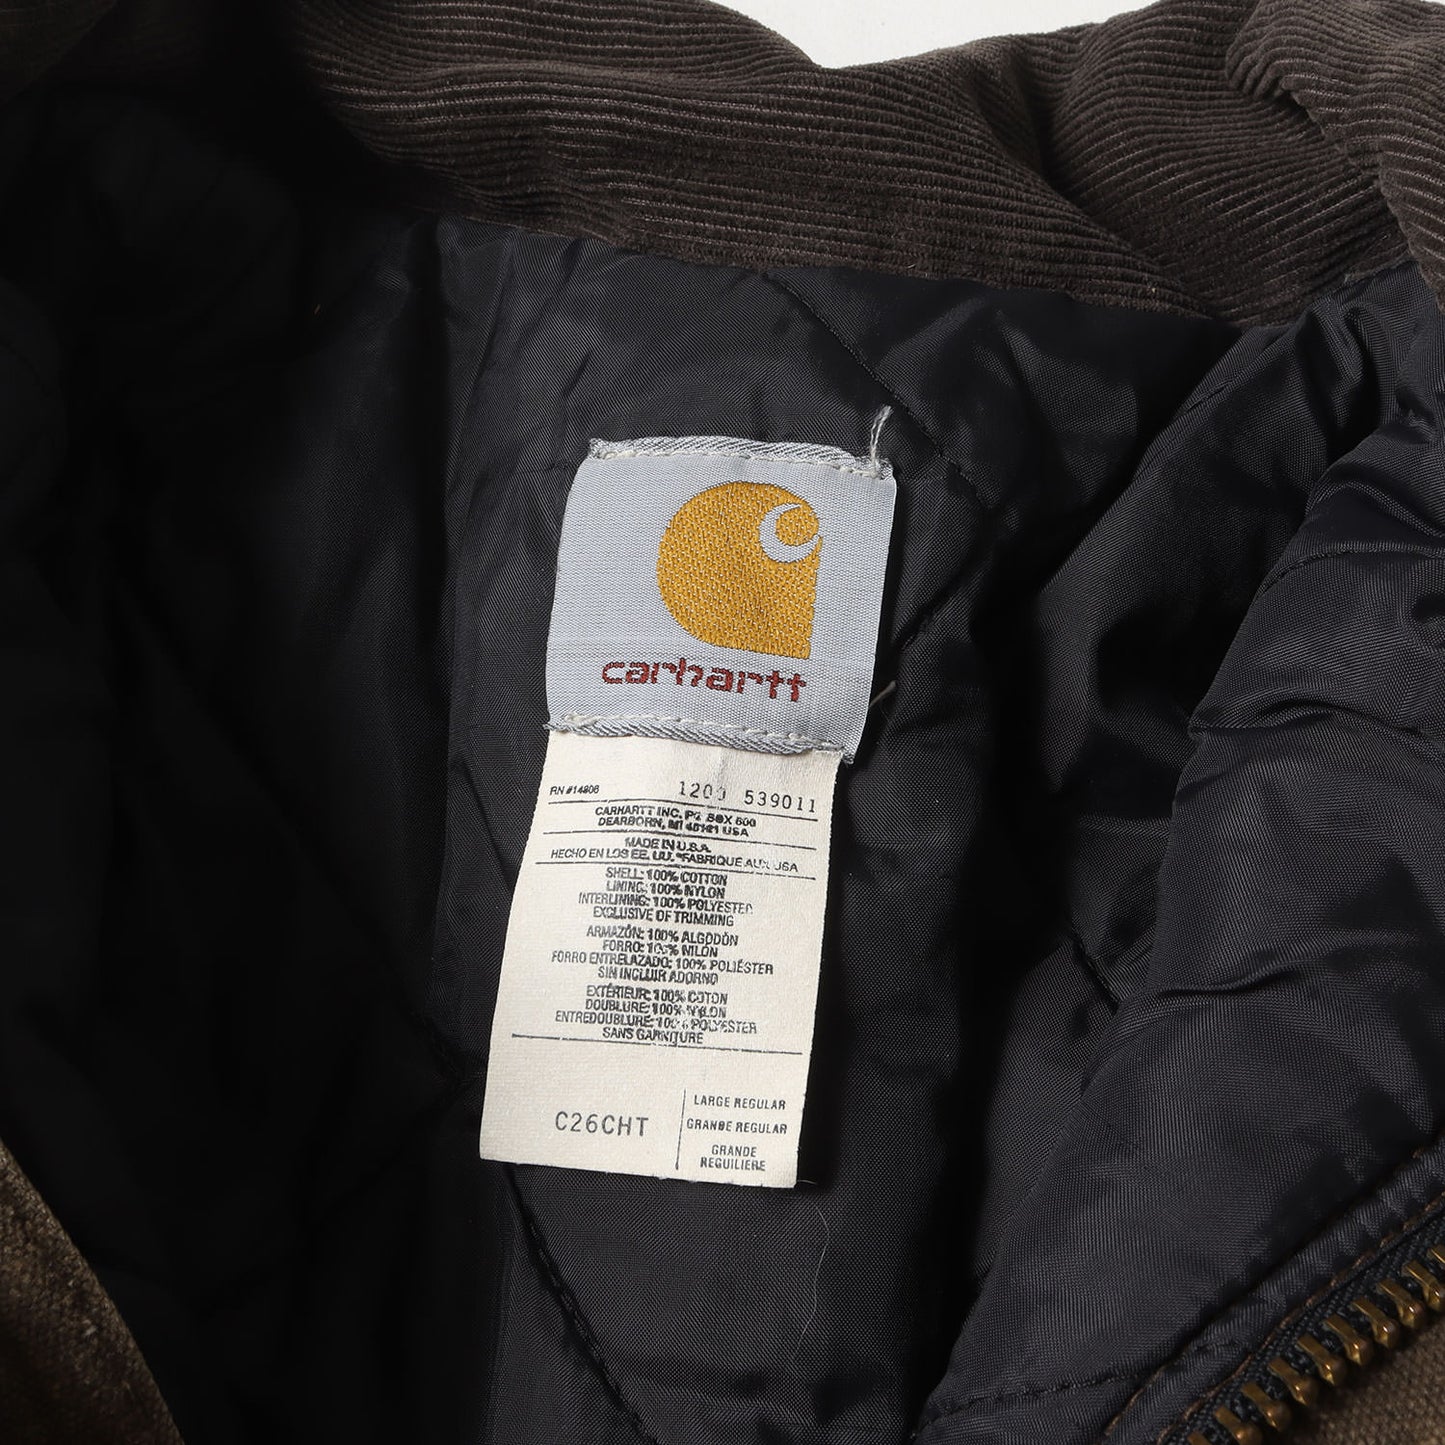 carhartt
RN #14806 1200 539011
CARHARTT INC. PO BOX 600
DEARBORN, MI 48121 USA
MADE IN U.S.A.
HECHO EN LOS EE. UU. *FABRIQUE AUX USA
SHELL: 100% COTTON
LINING: 100% NYLON
INTERLINING: 100% POLYESTER
EXCLUSIVE OF TRIMMING
ARMAZÓN: 100% ALGODÓN
FORRO: 100% NILÓN
FORRO ENTRELAZADO: 100% POLIÉSTER
SIN INCLUIR ADORNO
EXTÉRIEUR: 100% COTON
DOUBLURE: 100% NYLON
ENTREDOUBLURE: 100% POLYESTER
SANS GARNITURE
C26CHT
LARGE REGULAR
GRANDE REGULAR
GRANDE
REGUILIERE